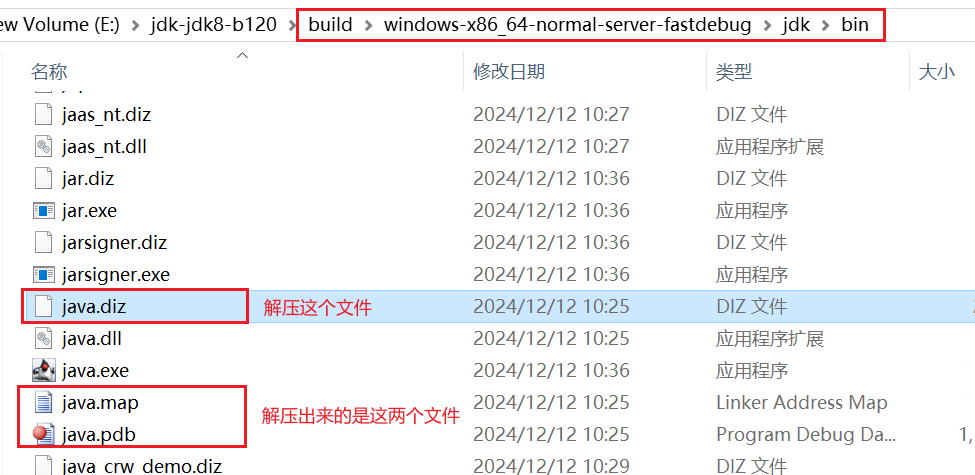 ew Volume (E:) > jdk-jdk8-b120 > build > windows-x86_64-normal-server-fastdebug > jdk > bin
名称 修改日期 类型 大小
jaas_nt.diz 2024/12/12 10:27 DIZ 文件
jaas_nt.dll 2024/12/12 10:27 应用程序扩展
jar.diz 2024/12/12 10:36 DIZ 文件
jar.exe 2024/12/12 10:36 应用程序
jarsigner.diz 2024/12/12 10:36 DIZ 文件
jarsigner.exe 2024/12/12 10:36 应用程序
java.diz 解压这个文件 2024/12/12 10:25 DIZ 文件
java.dll 2024/12/12 10:25 应用程序扩展
java.exe 2024/12/12 10:36 应用程序
java.map 2024/12/12 10:25 Linker Address Map
解压出来的是这两个文件
java.pdb 2024/12/12 10:25 Program Debug Da... 1,
java_crw_demo.diz 2024/12/12 10:29 DIZ 文件